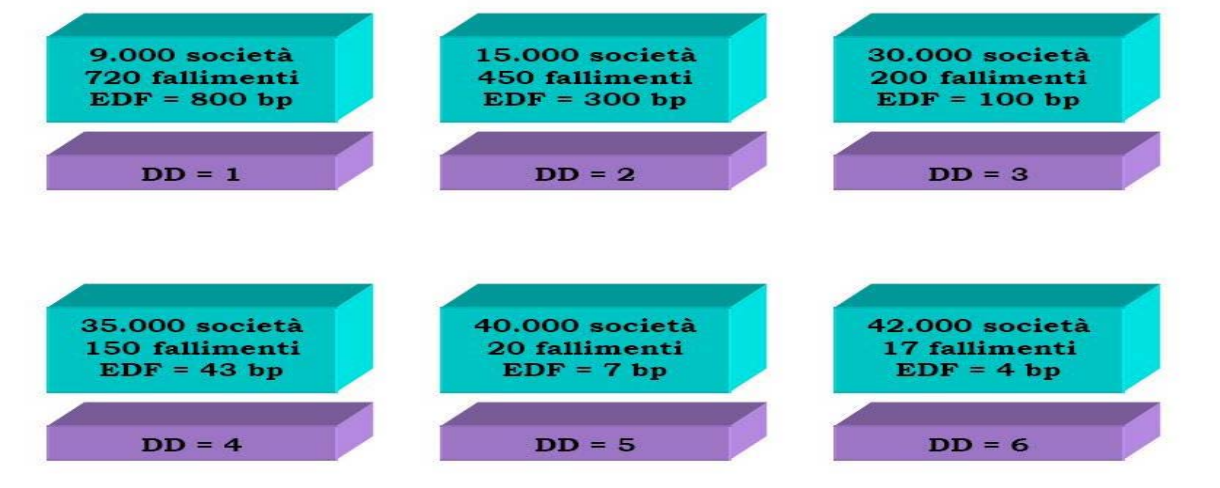 9.000 società
720 fallimenti
EDF = 800 bp
DD = 1
15.000 società
450 fallimenti
EDF = 300 bp
DD = 2
30.000 società
200 fallimenti
EDF = 100 bp
DD = 3
35.000 società
150 fallimenti
EDF = 43 bp
DD = 4
40.000 società
20 fallimenti
EDF = 7 bp
DD = 5
42.000 società
17 fallimenti
EDF = 4 bp
DD = 6